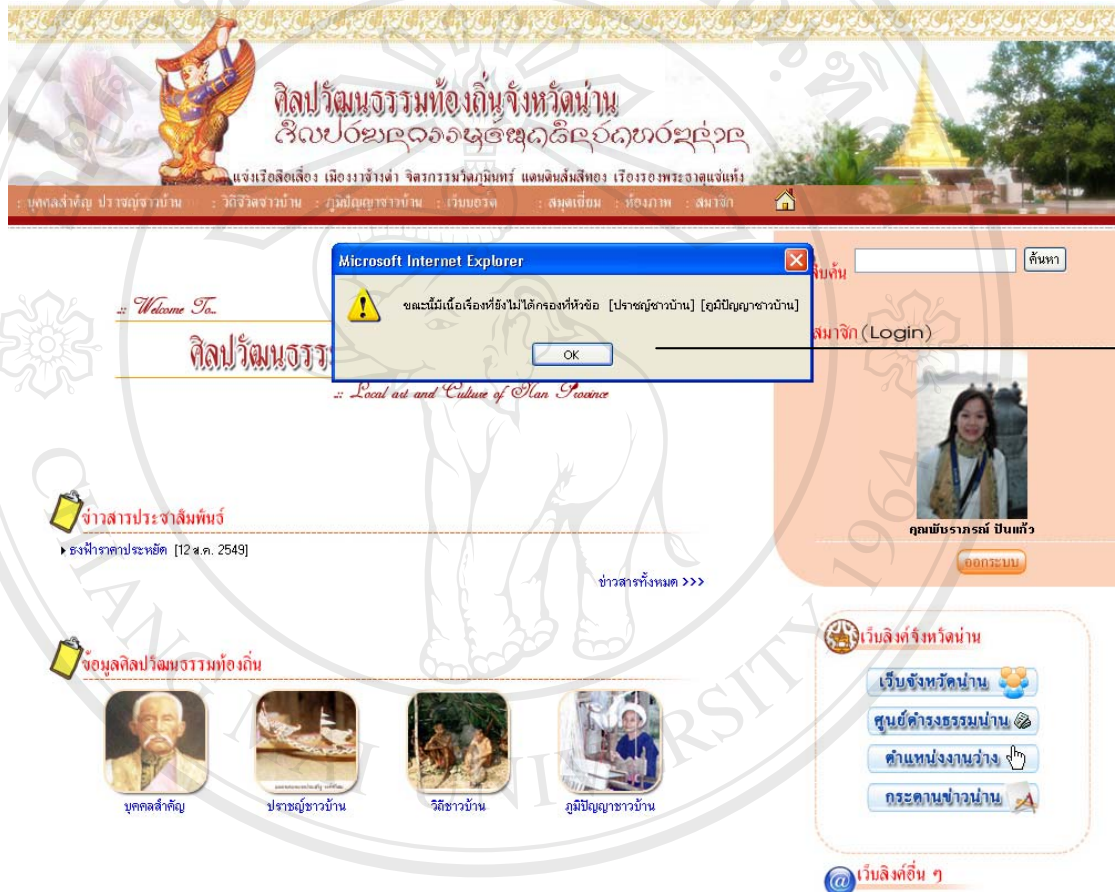 ศิลปวัฒนธรรมท้องถิ่นจังหวัดน่าน
แข่งเรือลือเลื่อง เมืองงาช้างดำ จิตรกรรมวัดภูมินทร์ แดนดินส้มสีทอง เรืองรองพระธาตุแช่แห้ง
: บุคคลสำคัญ ปราชญ์ชาวบ้าน : วิถีชีวิตชาวบ้าน : ภูมิปัญญาชาวบ้าน : เว็บบอร์ด : สมุดเยี่ยม : ห้องภาพ : สมาชิก
Microsoft Internet Explorer
ขณะนี้มีเนื้อเรื่องที่ยังไม่ได้กรองที่หัวข้อ [ปราชญ์ชาวบ้าน] [ภูมิปัญญาชาวบ้าน]
OK
สืบค้น
ค้นหา
.: Welcome To..
ศิลปวัฒนธรร
.: Local art and Culture of Nan Province
สมาชิก (Login)
คุณพัชราภรณ์ ปันแก้ว
ออกระบบ
ข่าวสารประชาสัมพันธ์
ธงฟ้าราคาประหยัด [12 ส.ค. 2549]
ข่าวสารทั้งหมด >>>
ข้อมูลศิลปวัฒนธรรมท้องถิ่น
บุคคลสำคัญ
ปราชญ์ชาวบ้าน
วิถีชาวบ้าน
ภูมิปัญญาชาวบ้าน
เว็บลิงค์จังหวัดน่าน
เว็บจังหวัดน่าน
ศูนย์ดำรงธรรมน่าน
ตำแหน่งงานว่าง
กระดานข่าวน่าน
เว็บลิงค์อื่น ๆ
CHIANG MAI UNIVERSITY 1964